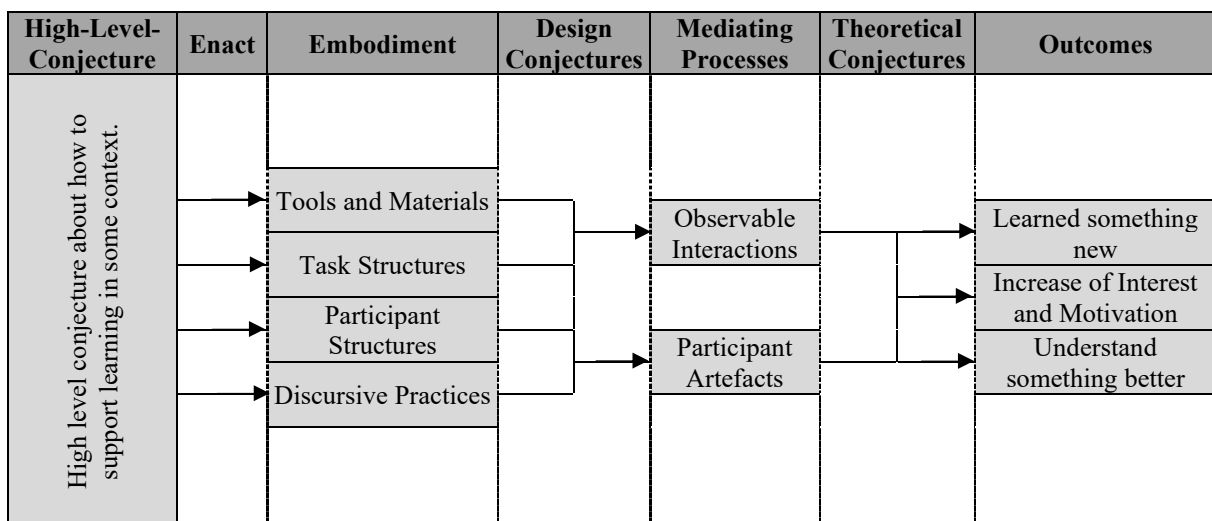 High-Level-
Conjecture
Enact
Embodiment
Design
Conjectures
Mediating
Processes
Theoretical
Conjectures
Outcomes
High level conjecture about how to
support learning in some context.
Tools and Materials
Task Structures
Participant
Structures
Discursive Practices
Observable
Interactions
Participant
Artefacts
Learned something
new
Increase of Interest
and Motivation
Understand
something better